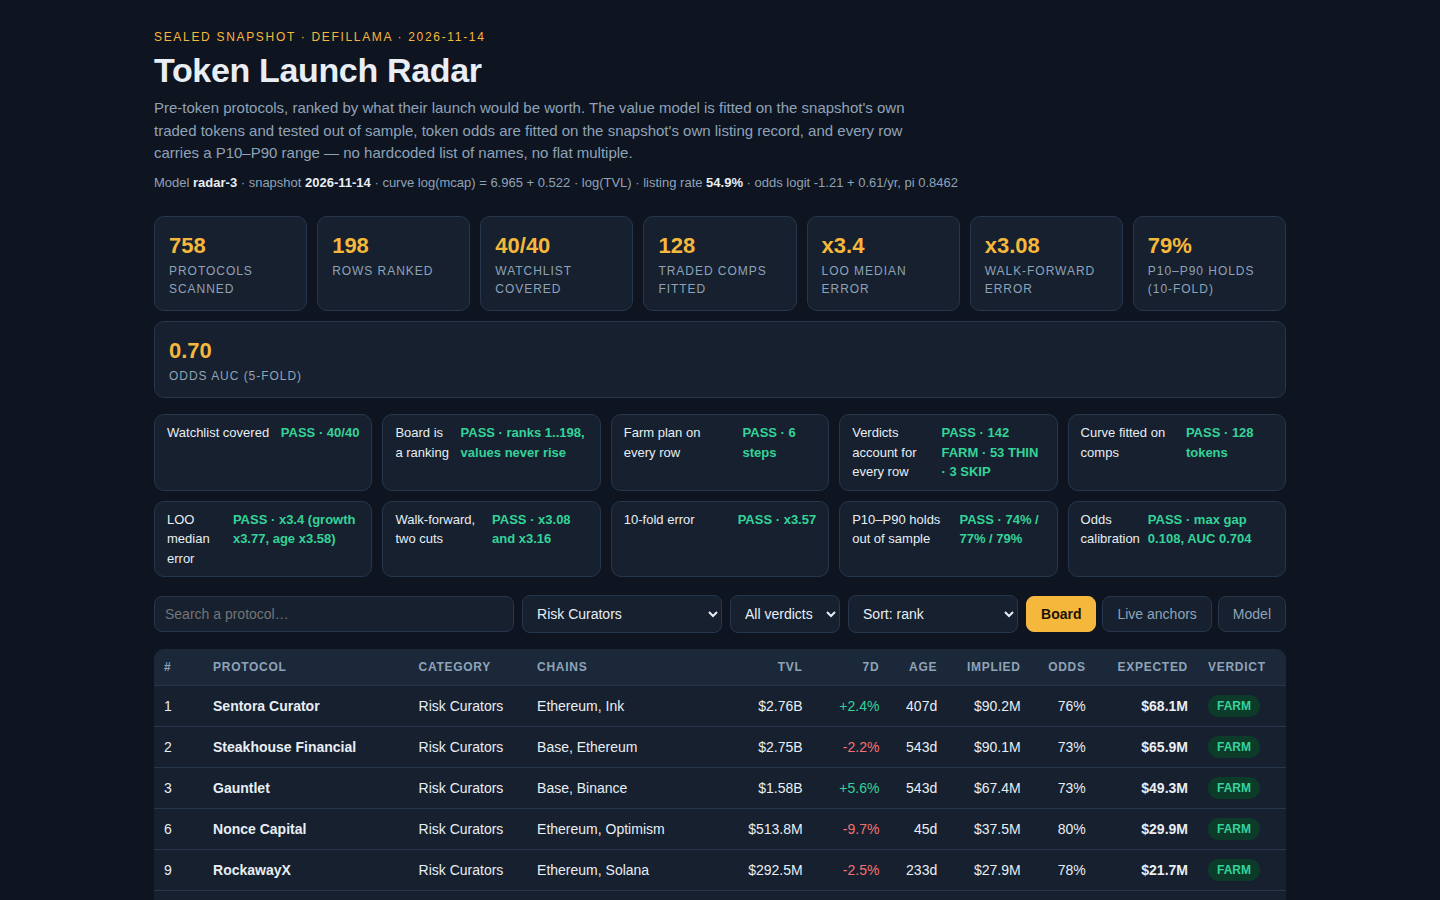 SEALED SNAPSHOT · DEFILLAMA · 2026-11-14
Token Launch Radar
Pre-token protocols, ranked by what their launch would be worth. The value model is fitted on the snapshot's own
traded tokens and tested out of sample, token odds are fitted on the snapshot's own listing record, and every row
carries a P10–P90 range — no hardcoded list of names, no flat multiple.
Model radar-3 · snapshot 2026-11-14 · curve log(mcap) = 6.965 + 0.522 · log(TVL) · listing rate 54.9% · odds logit -1.21 + 0.61/yr, pi 0.8462
758 198 40/40 128 x3.4 x3.08 79%
PROTOCOLS ROWS RANKED WATCHLIST TRADED COMPS LOO MEDIAN WALK-FORWARD P10–P90 HOLDS
SCANNED COVERED FITTED ERROR ERROR (10-FOLD)
0.70
ODDS AUC (5-FOLD)
Watchlist covered PASS · 40/40 Board is PASS · ranks 1..198, Farm plan on PASS · 6 Verdicts PASS · 142 Curve fitted on PASS · 128
a ranking values never rise every row steps account for FARM · 53 THIN comps tokens
every row · 3 SKIP
LOO PASS · x3.4 (growth Walk-forward, PASS · x3.08 10-fold error PASS · x3.57 P10–P90 holds PASS · 74% / Odds PASS · max gap
median x3.77, age x3.58) two cuts and x3.16 out of sample 77% / 79% calibration 0.108, AUC 0.704
error
Search a protocol… Risk Curators All verdicts Sort: rank Board Live anchors Model
# PROTOCOL CATEGORY CHAINS TVL 7D AGE IMPLIED ODDS EXPECTED VERDICT
1 Sentora Curator Risk Curators Ethereum, Ink $2.76B +2.4% 407d $90.2M 76% $68.1M FARM
2 Steakhouse Financial Risk Curators Base, Ethereum $2.75B -2.2% 543d $90.1M 73% $65.9M FARM
3 Gauntlet Risk Curators Base, Binance $1.58B +5.6% 543d $67.4M 73% $49.3M FARM
6 Nonce Capital Risk Curators Ethereum, Optimism $513.8M -9.7% 45d $37.5M 80% $29.9M FARM
9 RockawayX Risk Curators Ethereum, Solana $292.5M -2.5% 233d $27.9M 78% $21.7M FARM